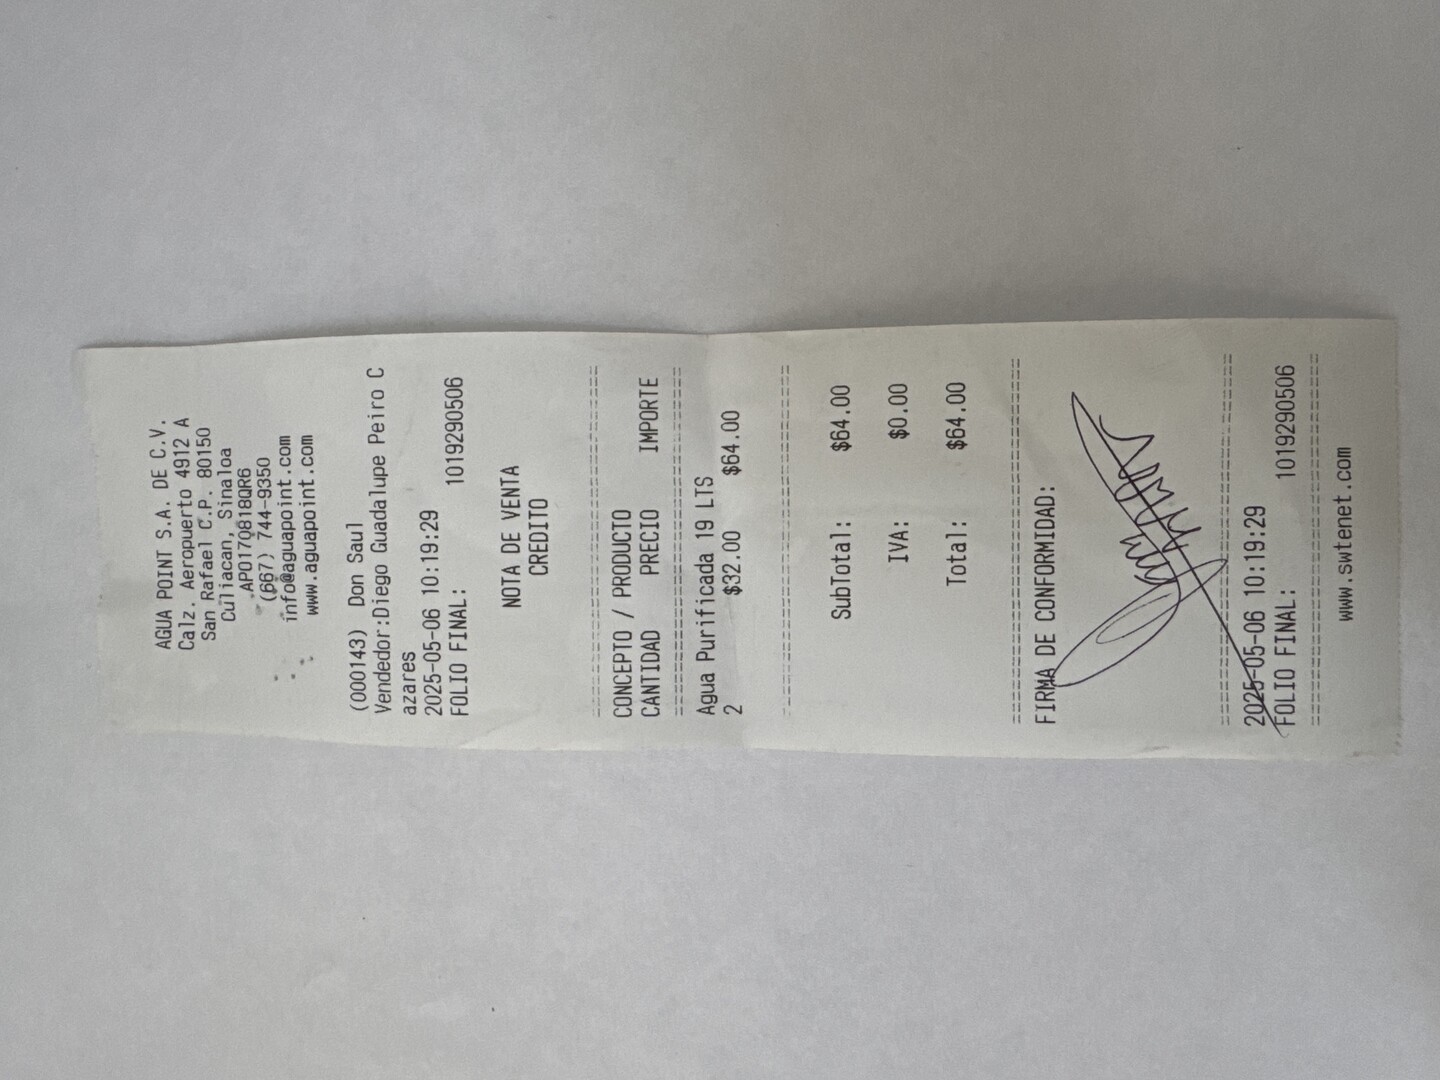 AGUA POINT S.A. DE C.V.
Calz. Aeropuerto 4912 A
San Rafael C.P. 80150
Culiacan, Sinaloa
APO170818QR6
(667) 744-9350
info@aguapoint.com
www.aguapoint.com
(000143) Don Saul
Vendedor:Diego Guadalupe Peiro C
azares
2025-05-06 10:19:29
FOLIO FINAL: 1019290506
NOTA DE VENTA
CREDITO
CONCEPTO / PRODUCTO
CANTIDAD PRECIO IMPORTE
Agua Purificada 19 LTS
2 $32.00 $64.00
SubTotal: $64.00
IVA: $0.00
Total: $64.00
FIRMA DE CONFORMIDAD:
2025-05-06 10:19:29
FOLIO FINAL: 1019290506
www.swtenet.com